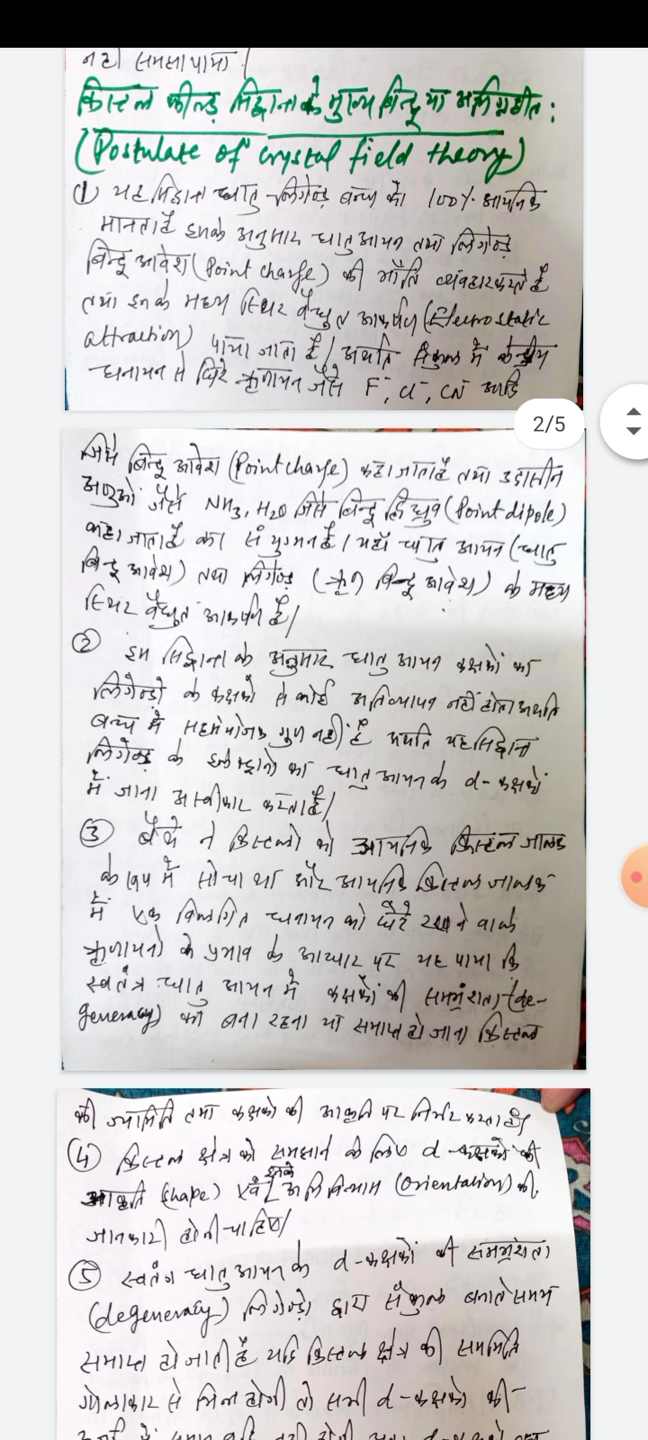 नही समझा पाया।
क्रिस्टल फील्ड सिद्धान्त के मुख्य बिन्दु या अभिग्रहीत :
(Postulate of crystal field theory)
① यह सिद्धान्त धातु-लिगेण्ड बन्ध को 100% आयनिक
मानता है इनके अनुसार धातु आयन तथा लिगेण्ड
बिन्दु आवेश (Point charge) की भाँति व्यवहार करते हैं
तथा इनके मध्य स्थिर वैधुत आकर्षण (Electrostatic
attraction) पाया जाता है। अर्थात संकुल में केन्द्रीय
धनायन से घिरे ऋणायन जैसे F⁻, Cl⁻, CN⁻ आदि
2/5
जिसे बिन्दु आवेश (Point charge) कहा जाता है तथा उदासीन
अणुओं जैसे NH3, H2O जिसे बिन्दु द्विध्रुव (Point dipole)
कहा जाता है का संयुग्मन है। यहाँ धातु आयन (धातु
बिन्दु आवेश) तथा लिगेण्ड (ऋण बिन्दु आवेश) के मध्य
स्थिर वैधुत आकर्षण है।
② इस सिद्धान्त के अनुसार धातु आयन कक्षकों का
लिगेण्डो के कक्षको से कोई अतिव्यापन नहीं होता अर्थात
बन्ध में सहसंयोजक गुण नहीं है अर्थात यह सिद्धान्त
लिगेण्ड के इलेक्ट्रानो का धातु आयन के d-कक्षकों
में जाना अस्वीकार करता है।
③ बैथे ने क्रिस्टलो को आयनिक क्रिस्टल जालक
के रूप में सोचा था और आयनिक क्रिस्टल जालक
में एक विलगित धनायन को घेरे रखने वाले
ऋणायनो के प्रभाव के आधार पर यह पाया कि
स्वतंत्र धातु आयन में कक्षकों की समभ्रंशता (de-
generacy) का बना रहना या समाप्त हो जाना क्रिस्टल
की ज्यामिति तथा कक्षको की आकृति पर निर्भर करता है।
④ क्रिस्टल क्षेत्र को समझाने के लिए d-कक्षको की
आकृति (shape) एवं इनके अभिविन्यास (orientation) की
जानकारी होनी चाहिए।
⑤ स्वतंत्र धातु आयन के d-कक्षकों की समभ्रंशता
(degeneracy) लिगेण्डो द्वारा संकुल बनाते समय
समाप्त हो जाती है यदि क्रिस्टल क्षेत्र की सममिति
गोलाकार से भिन्न होगी तो सभी d-कक्षको की